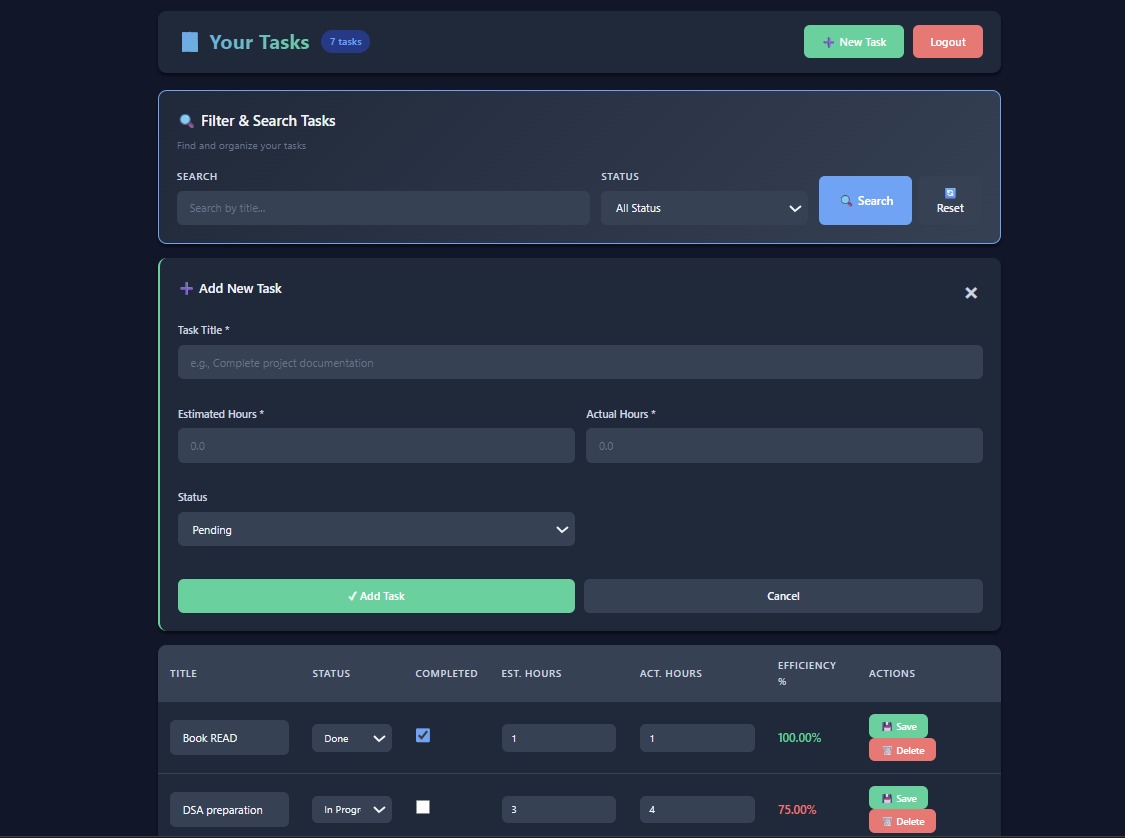 Your Tasks 7 tasks New Task Logout
Filter & Search Tasks
Find and organize your tasks
SEARCH STATUS
Search by title... All Status Search Reset
Add New Task
Task Title *
e.g., Complete project documentation
Estimated Hours * Actual Hours *
0.0 0.0
Status
Pending
✓ Add Task Cancel
TITLE STATUS COMPLETED EST. HOURS ACT. HOURS EFFICIENCY % ACTIONS
Book READ Done 1 1 100.00% Save
Delete
DSA preparation In Progr 3 4 75.00% Save
Delete